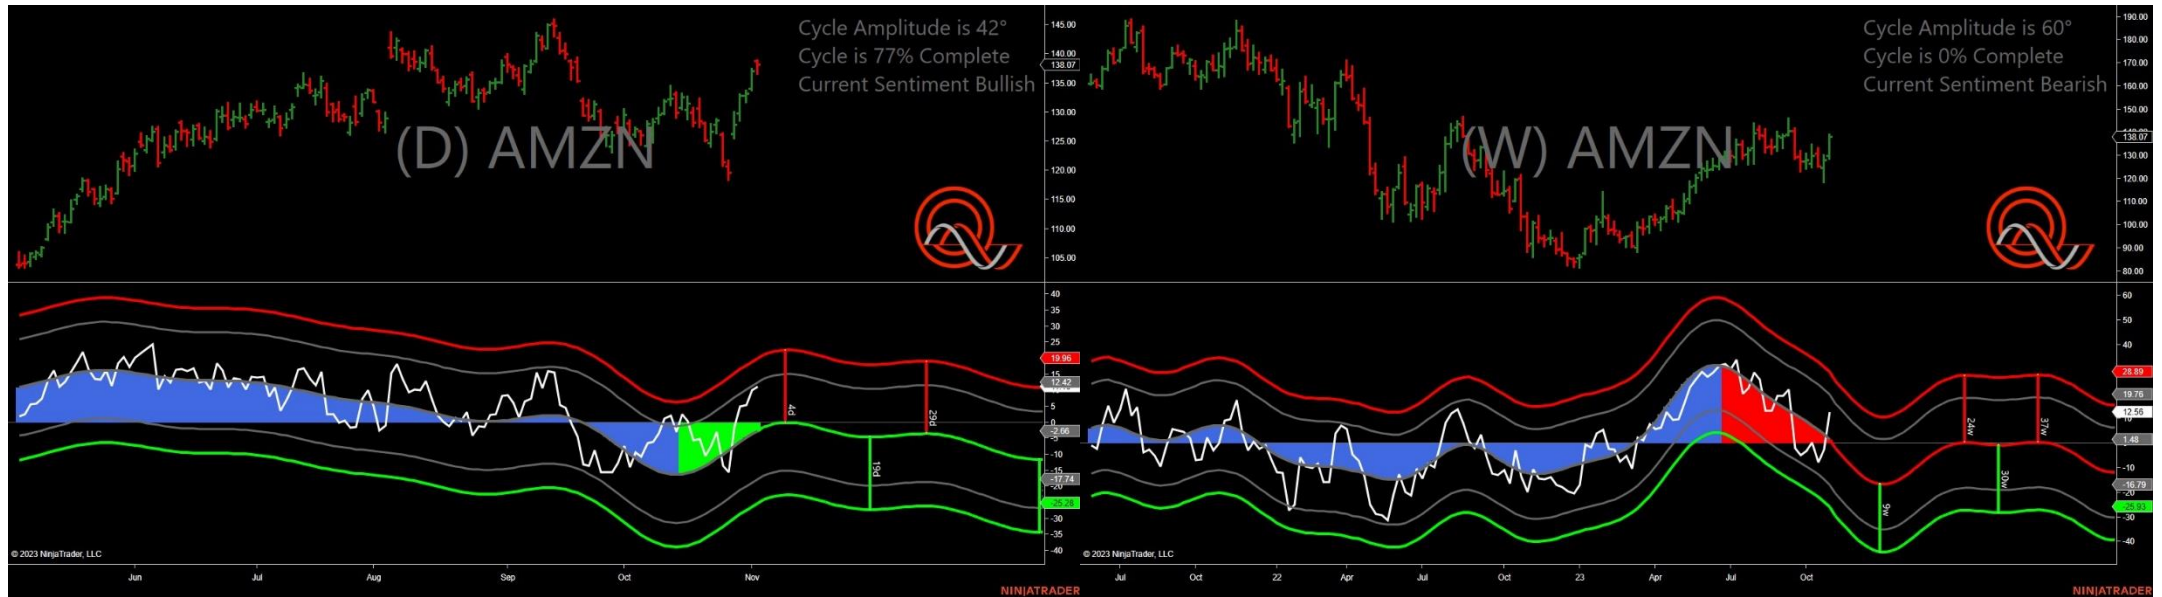 Cycle Amplitude is 42°
Cycle is 77% Complete
Current Sentiment Bullish
(D) AMZN
145.00
140.00
138.07
135.00
130.00
125.00
120.00
115.00
110.00
105.00
40
35
30
25
19.96
15
12.42
5
0
-2.66
-5
-10
-15
-17.74
-20
-25.28
-30
-35
-40
4d
19d
29d
© 2023 NinjaTrader, LLC
Jun Jul Aug Sep Oct Nov
NINJATRADER
Cycle Amplitude is 60°
Cycle is 0% Complete
Current Sentiment Bearish
(W) AMZN
190.00
180.00
170.00
160.00
150.00
138.07
130.00
120.00
110.00
100.00
90.00
80.00
60
50
40
28.89
19.76
12.56
1.48
-10
-16.79
-20
-25.93
-30
-40
9w
24w
30w
37w
© 2023 NinjaTrader, LLC
Jul Oct 22 Apr Jul Oct 23 Apr Jul Oct
NINJATRADER